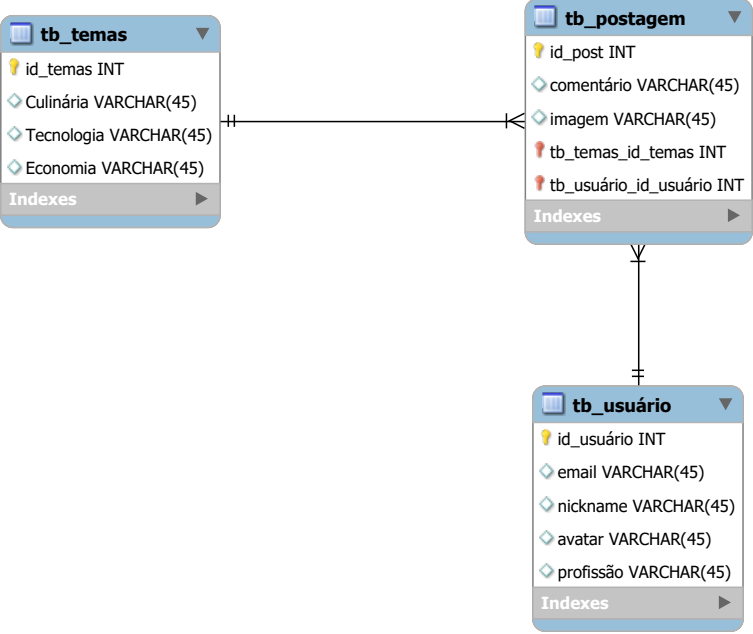 tb_temas
id_temas INT
Culinária VARCHAR(45)
Tecnologia VARCHAR(45)
Economia VARCHAR(45)
Indexes
tb_postagem
id_post INT
comentário VARCHAR(45)
imagem VARCHAR(45)
tb_temas_id_temas INT
tb_usuário_id_usuário INT
Indexes
tb_usuário
id_usuário INT
email VARCHAR(45)
nickname VARCHAR(45)
avatar VARCHAR(45)
profissão VARCHAR(45)
Indexes